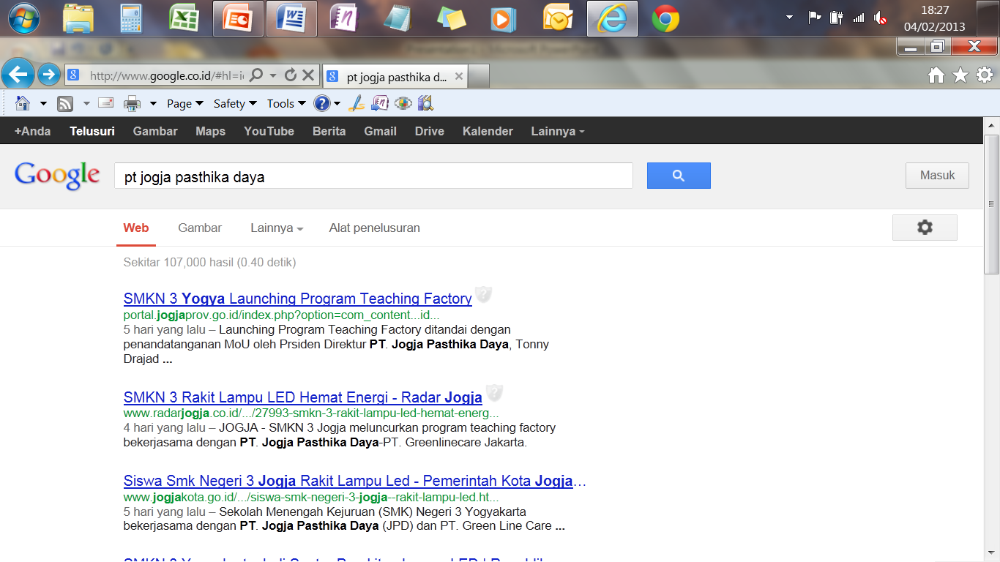 18:27
04/02/2013
http://www.google.co.id/#hl=i
pt jogja pasthika d...
Page Safety Tools
+Anda Telusuri Gambar Maps YouTube Berita Gmail Drive Kalender Lainnya
Google pt jogja pasthika daya Masuk
Web Gambar Lainnya Alat penelusuran
Sekitar 107,000 hasil (0.40 detik)
SMKN 3 Yogya Launching Program Teaching Factory
portal.jogjaprov.go.id/index.php?option=com_content...id...
5 hari yang lalu – Launching Program Teaching Factory ditandai dengan
penandatanganan MoU oleh Prsiden Direktur PT. Jogja Pasthika Daya, Tonny
Drajad ...
SMKN 3 Rakit Lampu LED Hemat Energi - Radar Jogja
www.radarjogja.co.id/.../27993-smkn-3-rakit-lampu-led-hemat-energ...
4 hari yang lalu – JOGJA - SMKN 3 Jogja meluncurkan program teaching factory
bekerjasama dengan PT. Jogja Pasthika Daya-PT. Greenlinecare Jakarta.
Siswa Smk Negeri 3 Jogja Rakit Lampu Led - Pemerintah Kota Jogja...
www.jogjakota.go.id/.../siswa-smk-negeri-3-jogja--rakit-lampu-led.ht...
5 hari yang lalu – Sekolah Menengah Kejuruan (SMK) Negeri 3 Yogyakarta
bekerjasama dengan PT. Jogja Pasthika Daya (JPD) dan PT. Green Line Care ...